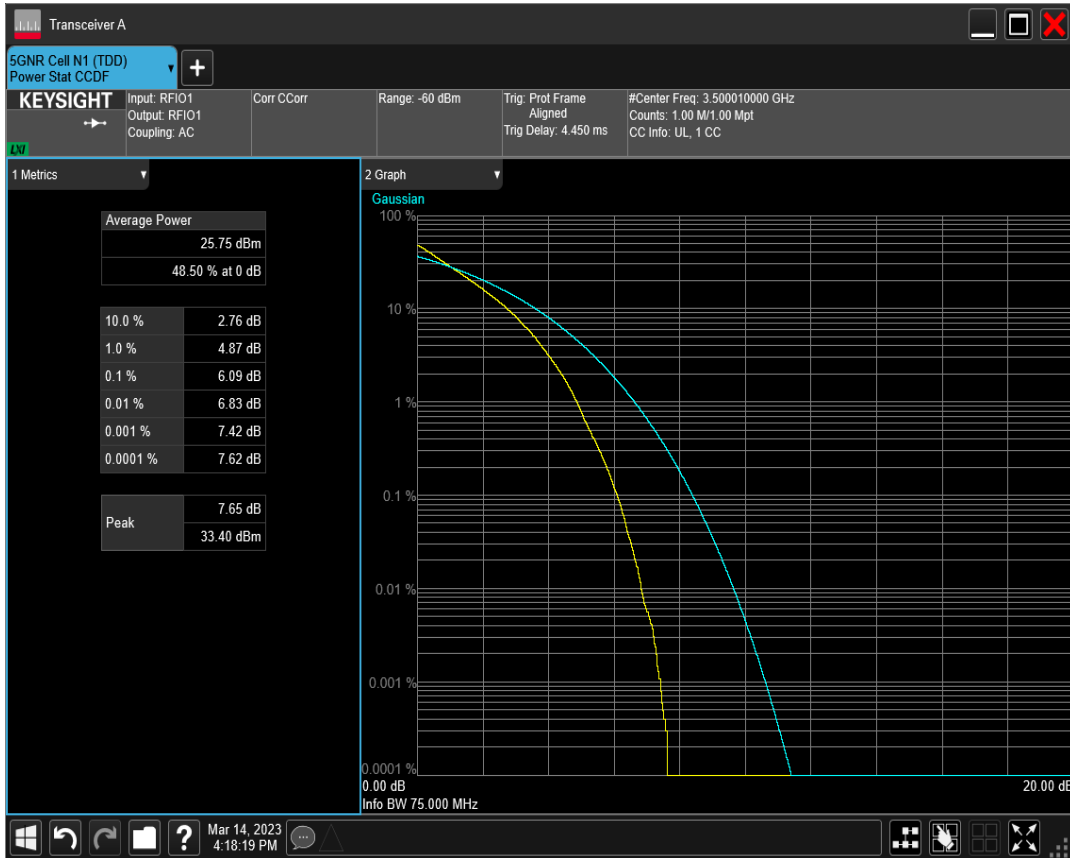 Transceiver A
5GNR Cell N1 (TDD)
Power Stat CCDF
KEYSIGHT
LXI
Input: RFIO1
Output: RFIO1
Coupling: AC
Corr CCorr
Range: -60 dBm
Trig: Prot Frame
Aligned
Trig Delay: 4.450 ms
#Center Freq: 3.500010000 GHz
Counts: 1.00 M/1.00 Mpt
CC Info: UL, 1 CC
1 Metrics
Average Power
25.75 dBm
48.50 % at 0 dB
10.0 % 2.76 dB
1.0 % 4.87 dB
0.1 % 6.09 dB
0.01 % 6.83 dB
0.001 % 7.42 dB
0.0001 % 7.62 dB
Peak
7.65 dB
33.40 dBm
2 Graph
Gaussian
100 %
10 %
1 %
0.1 %
0.01 %
0.001 %
0.0001 %
0.00 dB 20.00 dB
Info BW 75.000 MHz
Mar 14, 2023
4:18:19 PM